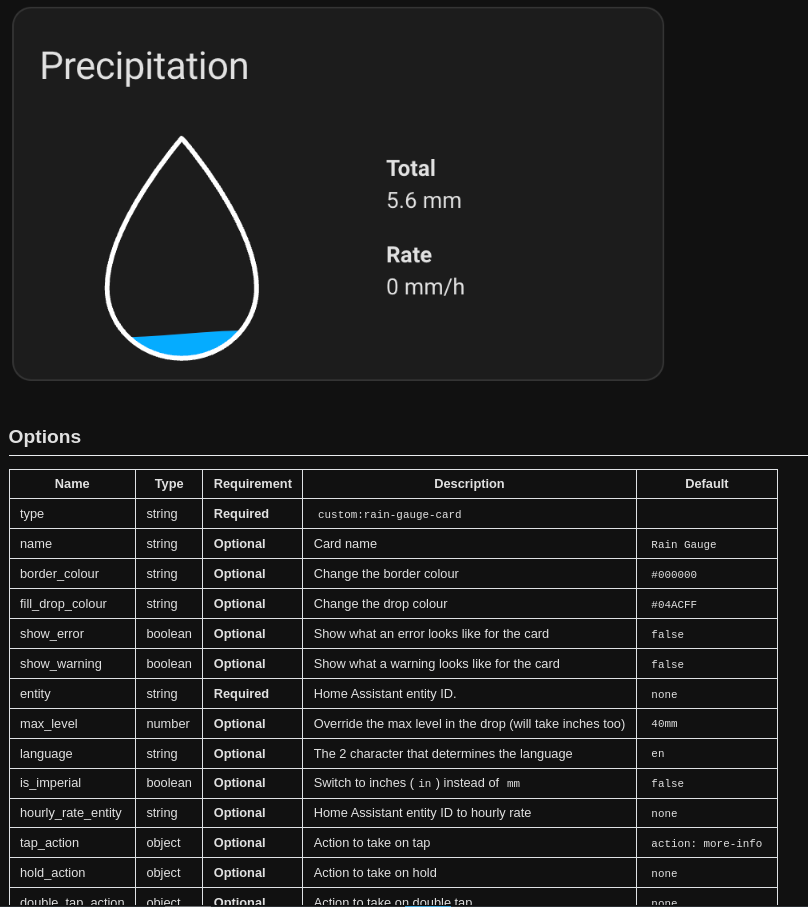 Precipitation
Total
5.6 mm
Rate
0 mm/h
Options
Name Type Requirement Description Default
type string Required custom:rain-gauge-card
name string Optional Card name Rain Gauge
border_colour string Optional Change the border colour #000000
fill_drop_colour string Optional Change the drop colour #04ACFF
show_error boolean Optional Show what an error looks like for the card false
show_warning boolean Optional Show what a warning looks like for the card false
entity string Required Home Assistant entity ID. none
max_level number Optional Override the max level in the drop (will take inches too) 40mm
language string Optional The 2 character that determines the language en
is_imperial boolean Optional Switch to inches ( in ) instead of mm false
hourly_rate_entity string Optional Home Assistant entity ID to hourly rate none
tap_action object Optional Action to take on tap action: more-info
hold_action object Optional Action to take on hold none
double_tap_action object Optional Action to take on double tap none